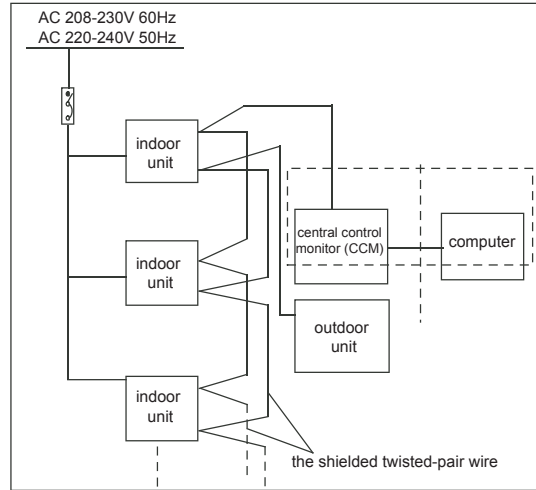 AC 208-230V 60Hz
AC 220-240V 50Hz
indoor
unit
central control
monitor (CCM)
computer
indoor
unit
outdoor
unit
indoor
unit
the shielded twisted-pair wire